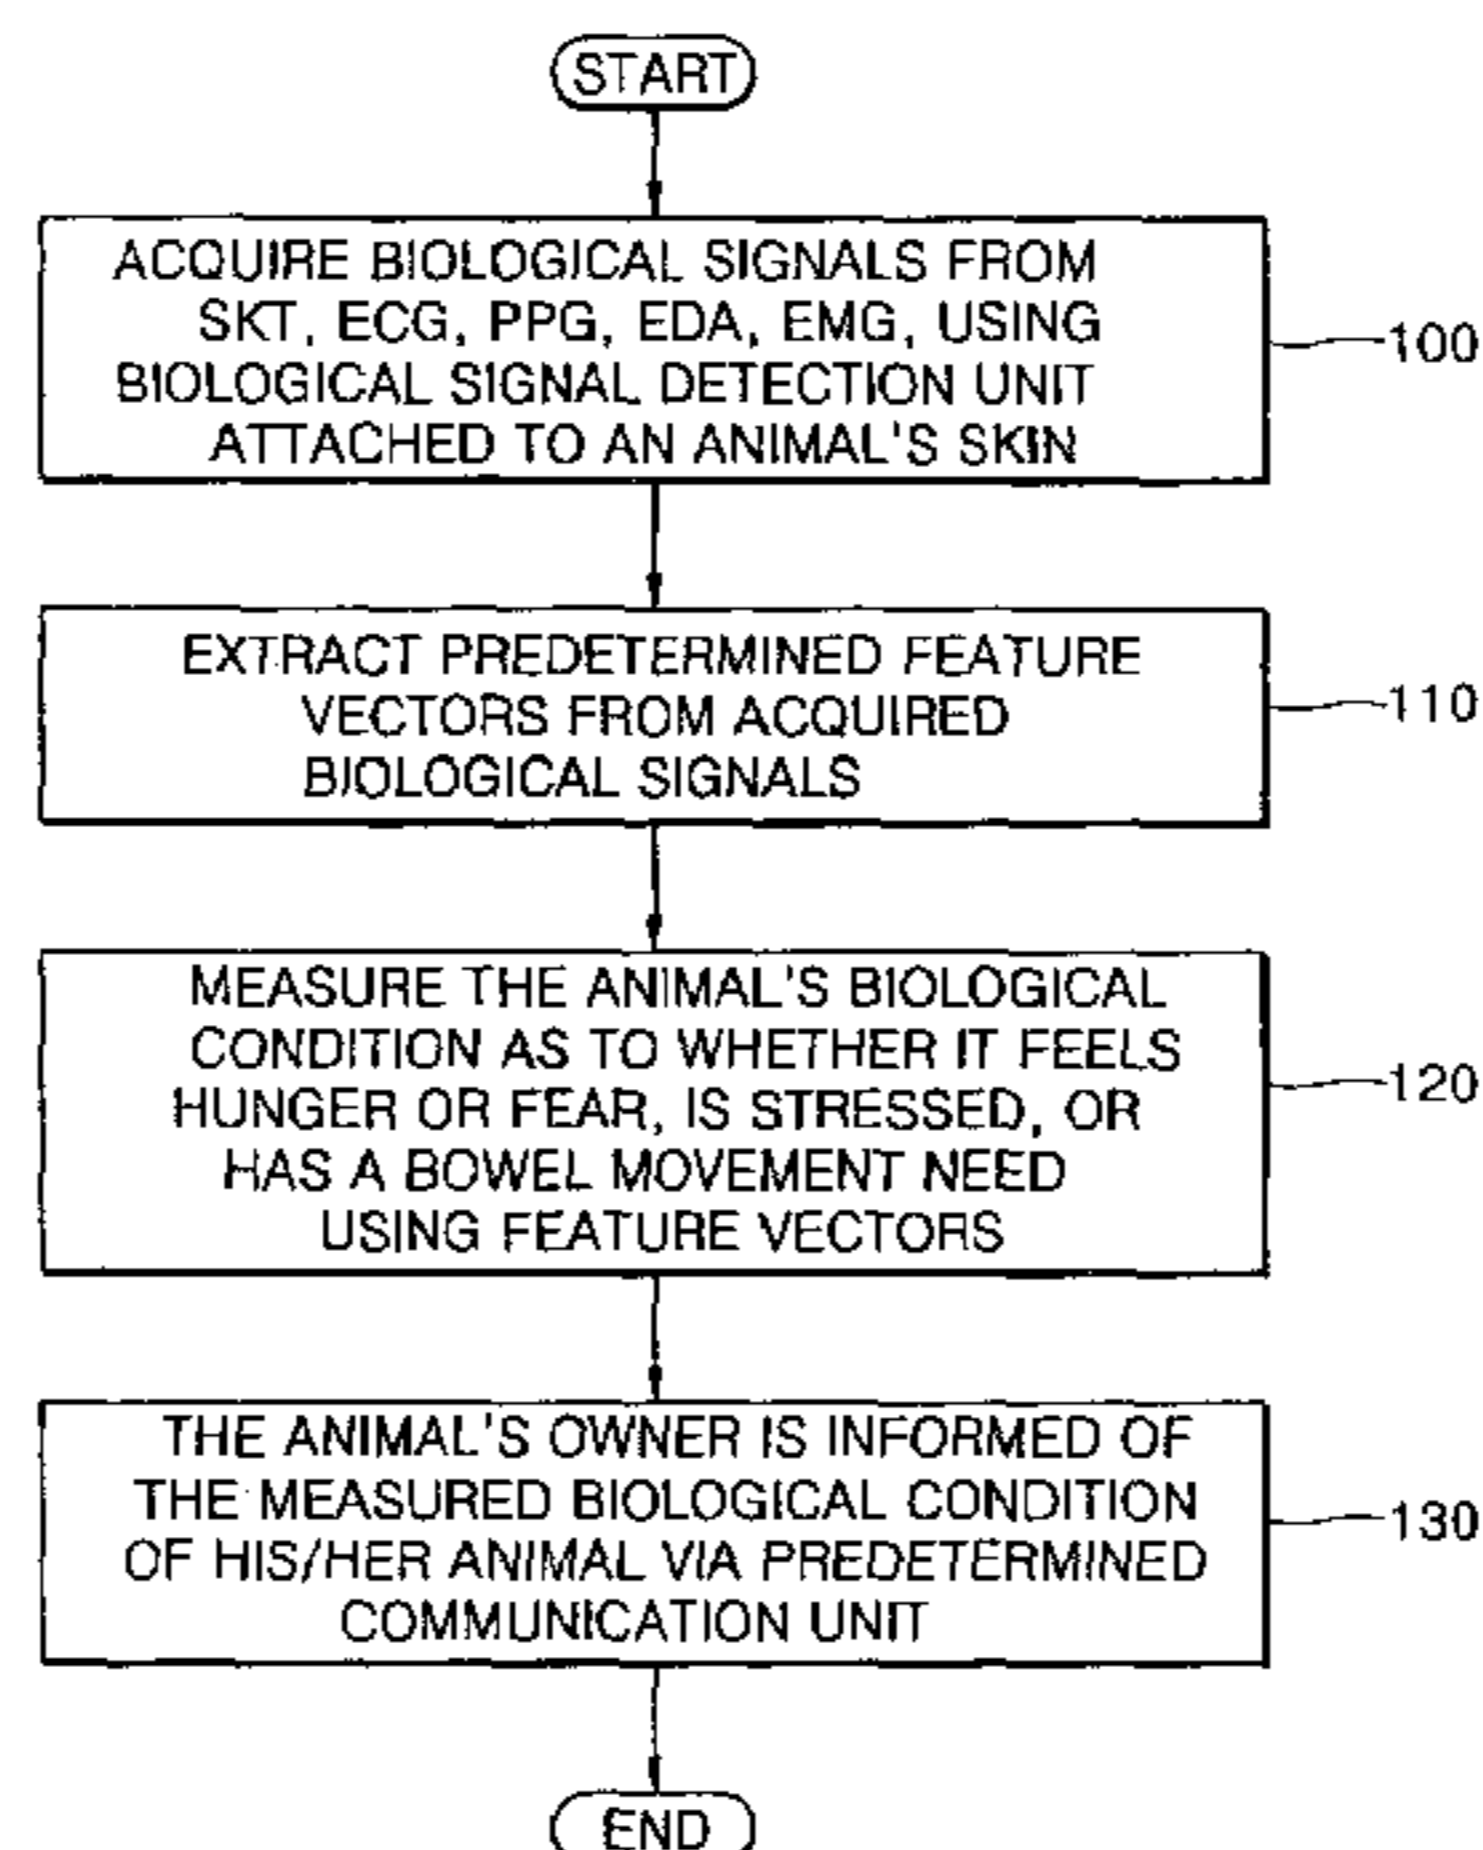 START
ACQUIRE BIOLOGICAL SIGNALS FROM
SKT, ECG, PPG, EDA, EMG, USING
BIOLOGICAL SIGNAL DETECTION UNIT
ATTACHED TO AN ANIMAL'S SKIN
100
EXTRACT PREDETERMINED FEATURE
VECTORS FROM ACQUIRED
BIOLOGICAL SIGNALS
110
MEASURE THE ANIMAL'S BIOLOGICAL
CONDITION AS TO WHETHER IT FEELS
HUNGER OR FEAR, IS STRESSED, OR
HAS A BOWEL MOVEMENT NEED
USING FEATURE VECTORS
120
THE ANIMAL'S OWNER IS INFORMED OF
THE MEASURED BIOLOGICAL CONDITION
OF HIS/HER ANIMAL VIA PREDETERMINED
COMMUNICATION UNIT
130
END